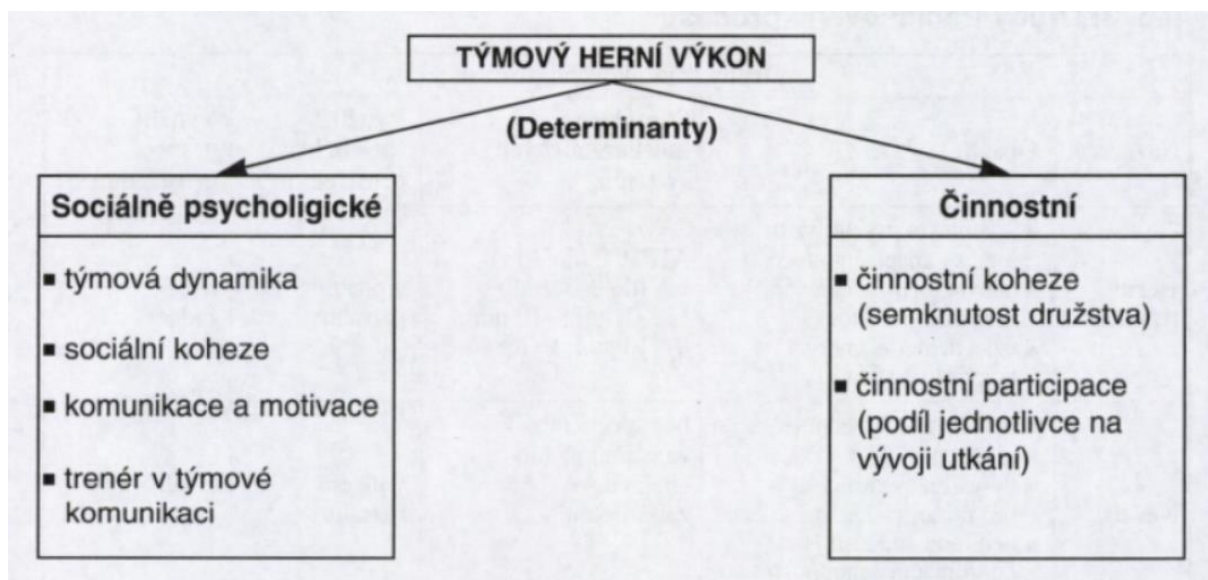 TÝMOVÝ HERNÍ VÝKON
(Determinanty)
Sociálně psycholigické
■ týmová dynamika
■ sociální koheze
■ komunikace a motivace
■ trenér v týmové
komunikaci
Činnostní
■ činnostní koheze
(semknutost družstva)
■ činnostní participace
(podíl jednotlivce na
vývoji utkání)